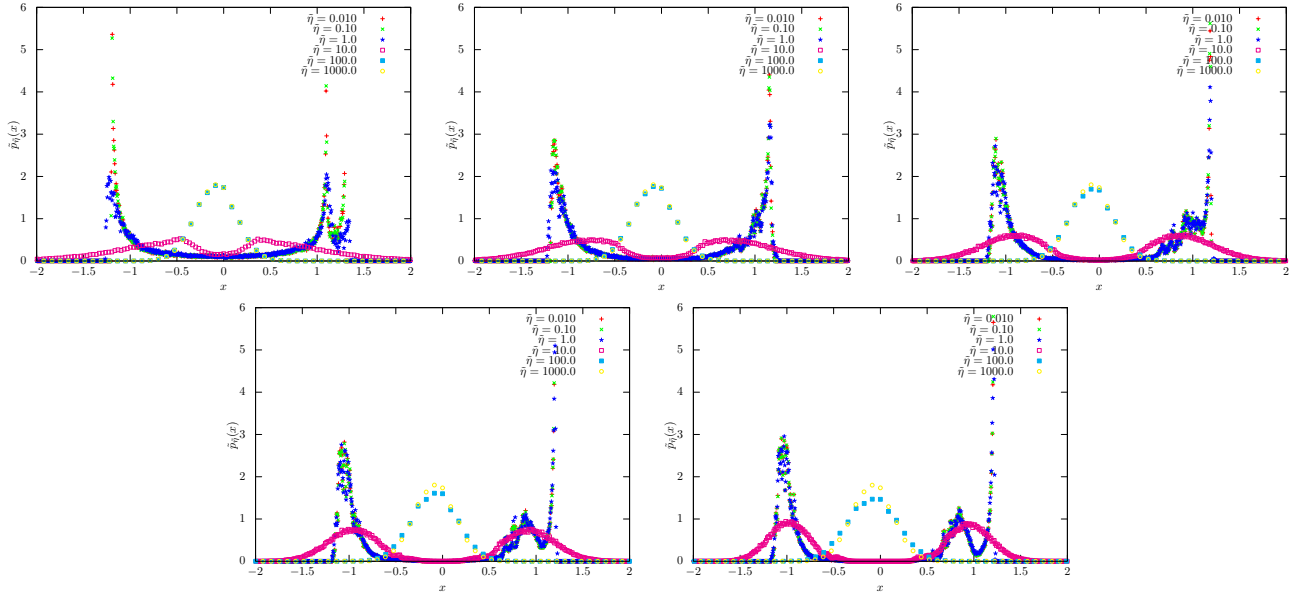 6
5
4
3
2
1
0
p̃_η̃(x)
−2 −1.5 −1 −0.5 0 0.5 1 1.5 2
x
η̃ = 0.010
η̃ = 0.10
η̃ = 1.0
η̃ = 10.0
η̃ = 100.0
η̃ = 1000.0
6
5
4
3
2
1
0
p̃_η̃(x)
−2 −1.5 −1 −0.5 0 0.5 1 1.5 2
x
η̃ = 0.010
η̃ = 0.10
η̃ = 1.0
η̃ = 10.0
η̃ = 100.0
η̃ = 1000.0
6
5
4
3
2
1
0
p̃_η̃(x)
−2 −1.5 −1 −0.5 0 0.5 1 1.5 2
x
η̃ = 0.010
η̃ = 0.10
η̃ = 1.0
η̃ = 10.0
η̃ = 100.0
η̃ = 1000.0
6
5
4
3
2
1
0
p̃_η̃(x)
−2 −1.5 −1 −0.5 0 0.5 1 1.5 2
x
η̃ = 0.010
η̃ = 0.10
η̃ = 1.0
η̃ = 10.0
η̃ = 100.0
η̃ = 1000.0
6
5
4
3
2
1
0
p̃_η̃(x)
−2 −1.5 −1 −0.5 0 0.5 1 1.5 2
x
η̃ = 0.010
η̃ = 0.10
η̃ = 1.0
η̃ = 10.0
η̃ = 100.0
η̃ = 1000.0